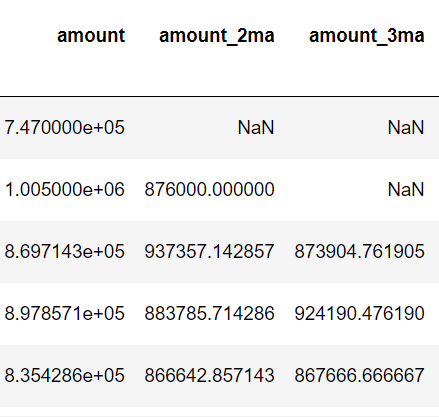 amount amount_2ma amount_3ma
7.470000e+05 NaN NaN
1.005000e+06 876000.000000 NaN
8.697143e+05 937357.142857 873904.761905
8.978571e+05 883785.714286 924190.476190
8.354286e+05 866642.857143 867666.666667